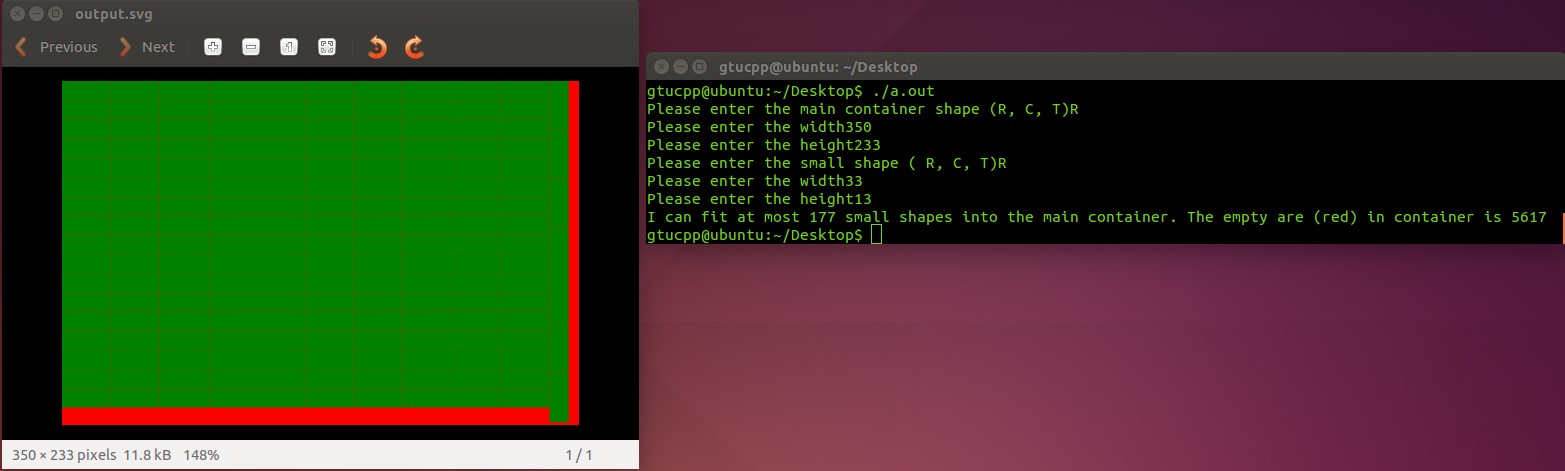 output.svg
Previous Next
350 × 233 pixels 11.8 kB 148% 1 / 1
gtucpp@ubuntu: ~/Desktop
gtucpp@ubuntu:~/Desktop$ ./a.out
Please enter the main container shape (R, C, T)R
Please enter the width350
Please enter the height233
Please enter the small shape ( R, C, T)R
Please enter the width33
Please enter the height13
I can fit at most 177 small shapes into the main container. The empty are (red) in container is 5617
gtucpp@ubuntu:~/Desktop$